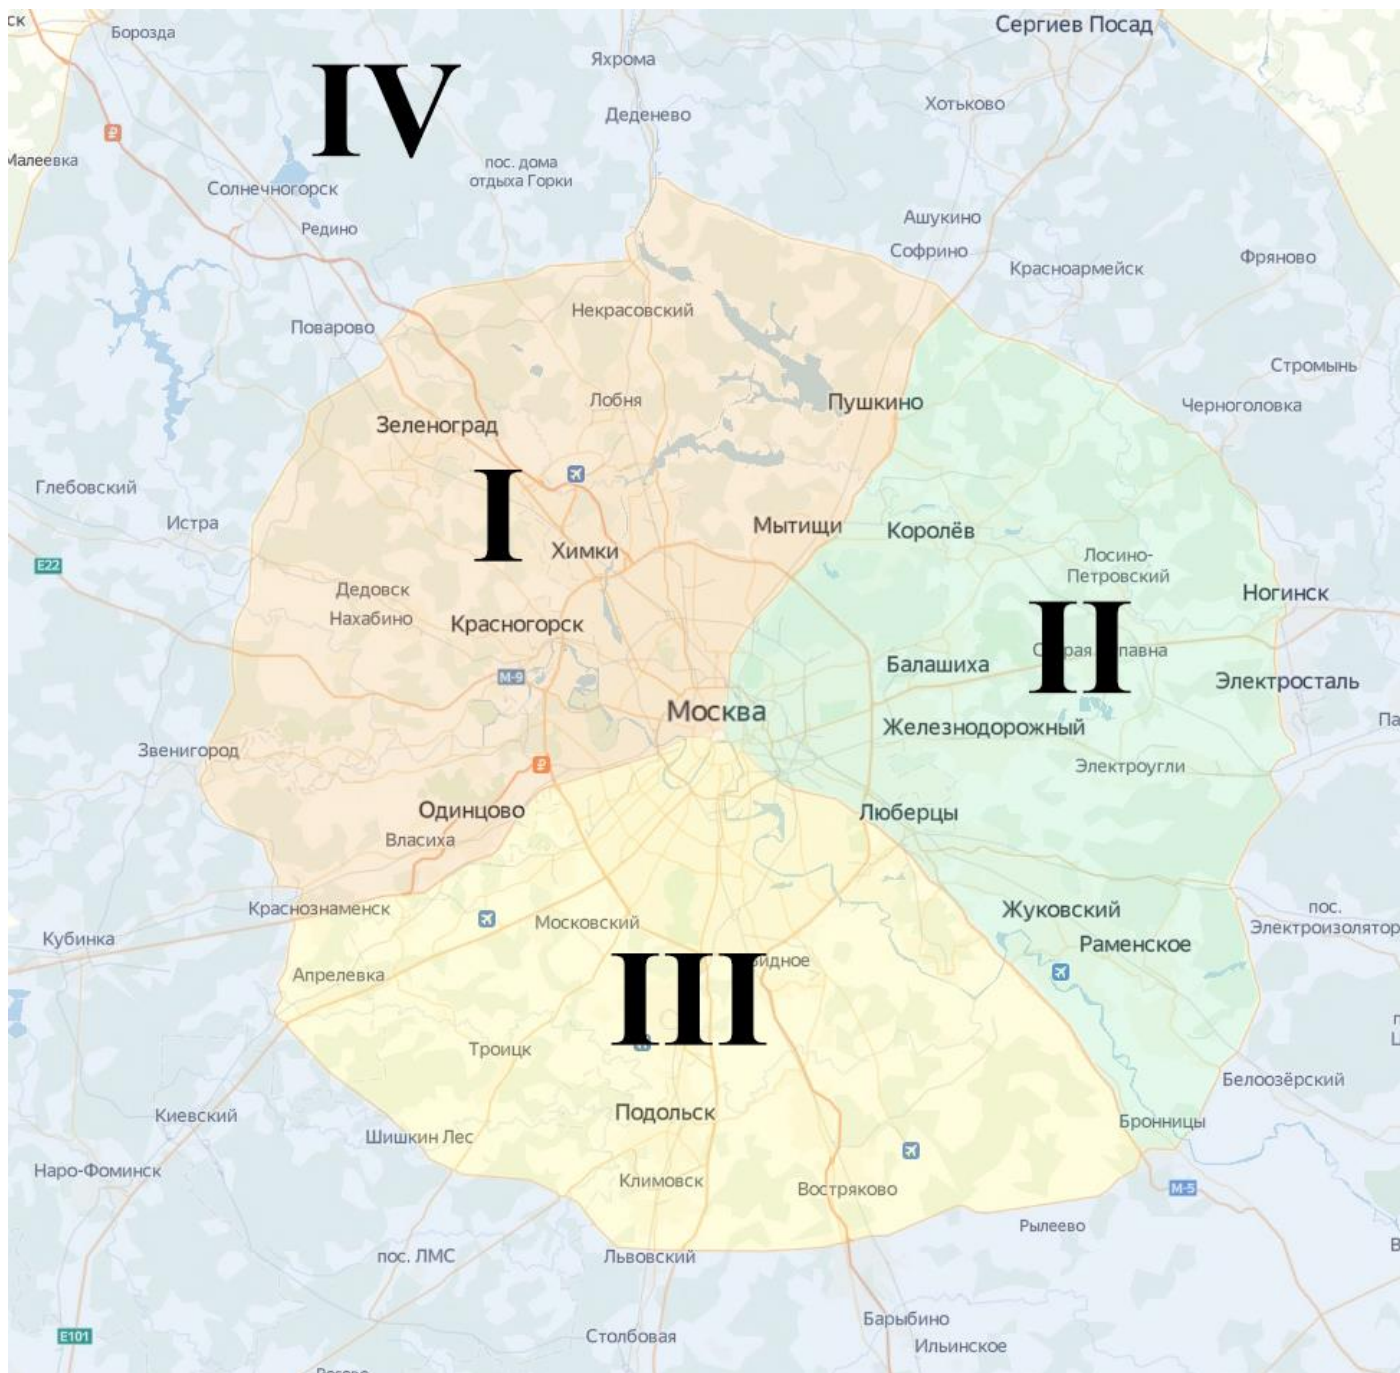 ск
Борозда
Сергиев Посад
Яхрома
IV
Хотьково
Деденево
₽
Малеевка
пос. дома
отдыха Горки
Солнечногорск
Ашукино
Редино
Софрино
Фряново
Красноармейск
Некрасовский
Поварово
Стромынь
Лобня
Пушкино
Черноголовка
Зеленоград
I
Глебовский
Истра
Мытищи
Королёв
Химки
Лосино-
Петровский
E22
Дедовск
Ногинск
Нахабино
Красногорск
II
Балашиха
М-9
Электросталь
Москва
Па
Железнодорожный
Звенигород
₽
Электроугли
Одинцово
Люберцы
Власиха
Краснознаменск
Жуковский
пос.
Электроизолятор
Московский
Кубинка
Раменское
Апрелевка
III
Троицк
Белоозёрский
Киевский
Подольск
Бронницы
Шишкин Лес
Наро-Фоминск
Климовск
Востряково
М-5
Рылеево
пос. ЛМС
Львовский
В
Барыбино
E101
Столбовая
Ильинское